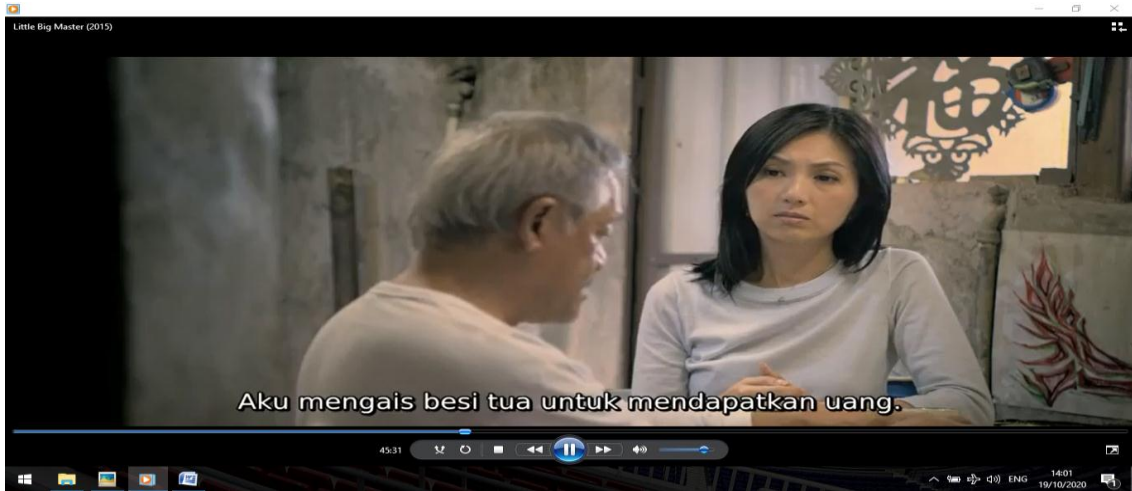 Little Big Master (2015)
Aku mengais besi tua untuk mendapatkan uang.
45:31
ENG
14:01
19/10/2020